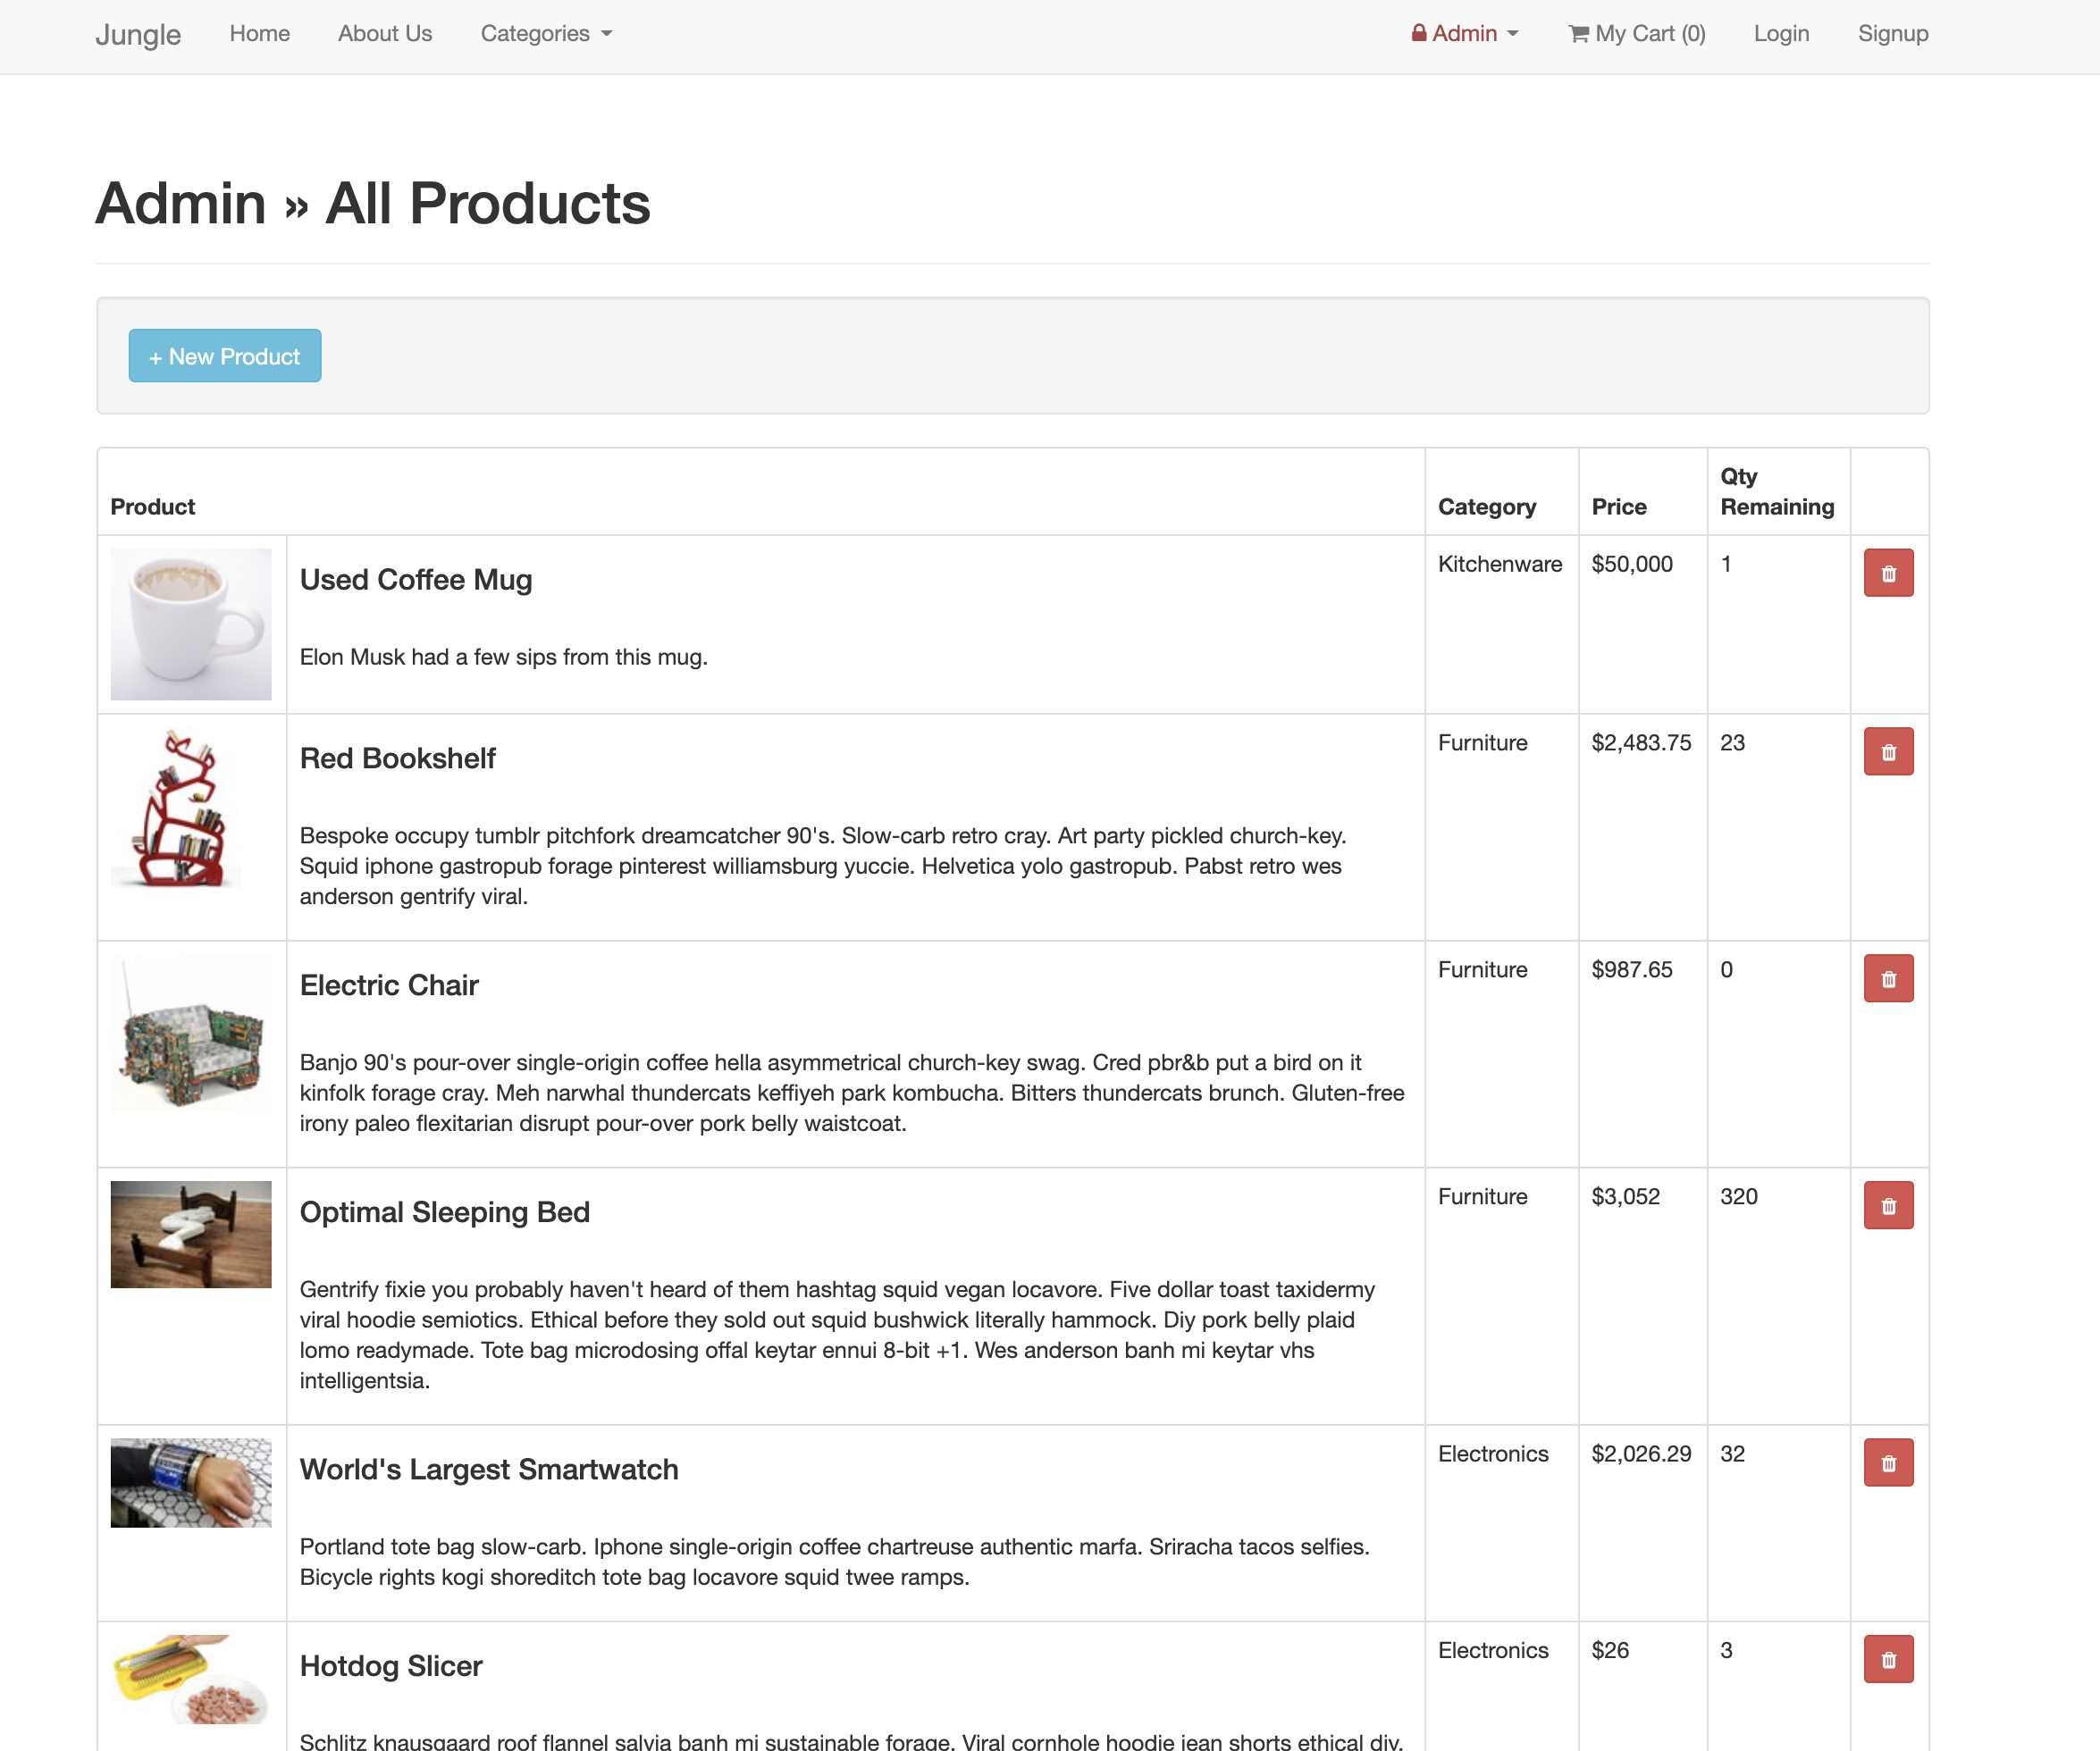 Jungle Home About Us Categories Admin My Cart (0) Login Signup
Admin » All Products
+ New Product
Product Category Price Qty Remaining
Used Coffee Mug Kitchenware $50,000 1
Elon Musk had a few sips from this mug.
Red Bookshelf Furniture $2,483.75 23
Bespoke occupy tumblr pitchfork dreamcatcher 90's. Slow-carb retro cray. Art party pickled church-key.
Squid iphone gastropub forage pinterest williamsburg yuccie. Helvetica yolo gastropub. Pabst retro wes
anderson gentrify viral.
Electric Chair Furniture $987.65 0
Banjo 90's pour-over single-origin coffee hella asymmetrical church-key swag. Cred pbr&b put a bird on it
kinfolk forage cray. Meh narwhal thundercats keffiyeh park kombucha. Bitters thundercats brunch. Gluten-free
irony paleo flexitarian disrupt pour-over pork belly waistcoat.
Optimal Sleeping Bed Furniture $3,052 320
Gentrify fixie you probably haven't heard of them hashtag squid vegan locavore. Five dollar toast taxidermy
viral hoodie semiotics. Ethical before they sold out squid bushwick literally hammock. Diy pork belly plaid
lomo readymade. Tote bag microdosing offal keytar ennui 8-bit +1. Wes anderson banh mi keytar vhs
intelligentsia.
World's Largest Smartwatch Electronics $2,026.29 32
Portland tote bag slow-carb. Iphone single-origin coffee chartreuse authentic marfa. Sriracha tacos selfies.
Bicycle rights kogi shoreditch tote bag locavore squid twee ramps.
Hotdog Slicer Electronics $26 3
Schlitz knausgaard roof flannel salvia banh mi sustainable forage. Viral cornhole hoodie jean shorts ethical diy.